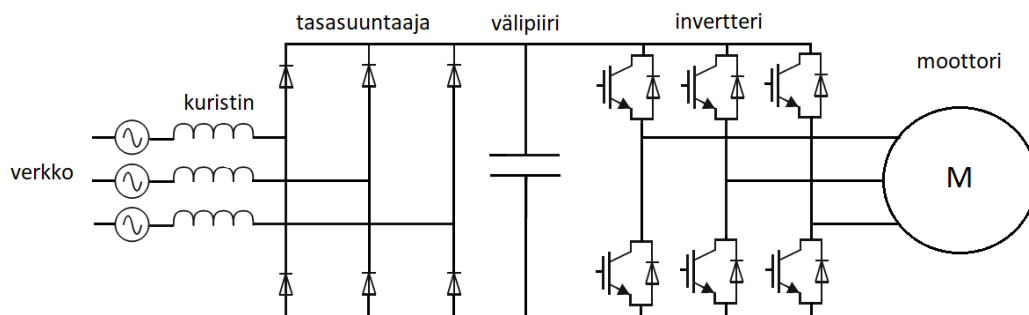 tasasuuntaaja
välipiiri
invertteri
moottori
kuristin
verkko
M